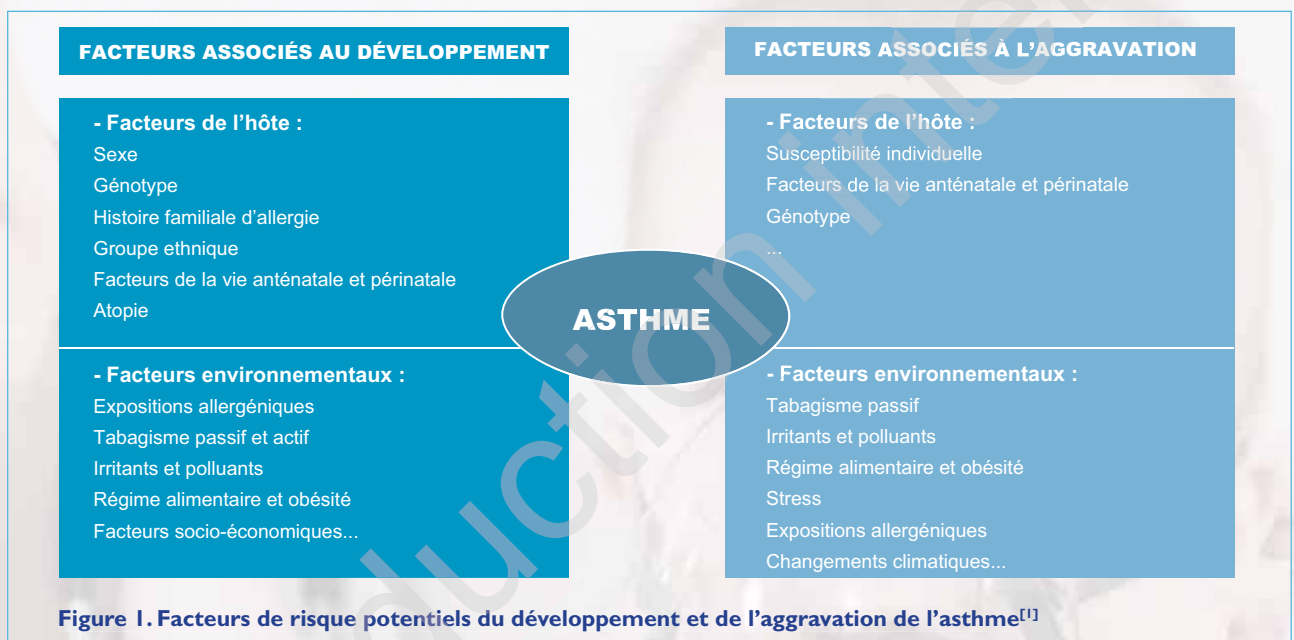 FACTEURS ASSOCIÉS AU DÉVELOPPEMENT
- Facteurs de l’hôte :
Sexe
Génotype
Histoire familiale d’allergie
Groupe ethnique
Facteurs de la vie anténatale et périnatale
Atopie
- Facteurs environnementaux :
Expositions allergéniques
Tabagisme passif et actif
Irritants et polluants
Régime alimentaire et obésité
Facteurs socio-économiques...
ASTHME
FACTEURS ASSOCIÉS À L’AGGRAVATION
- Facteurs de l’hôte :
Susceptibilité individuelle
Facteurs de la vie anténatale et périnatale
Génotype
...
- Facteurs environnementaux :
Tabagisme passif
Irritants et polluants
Régime alimentaire et obésité
Stress
Expositions allergéniques
Changements climatiques...
Figure 1. Facteurs de risque potentiels du développement et de l’aggravation de l’asthme[1]